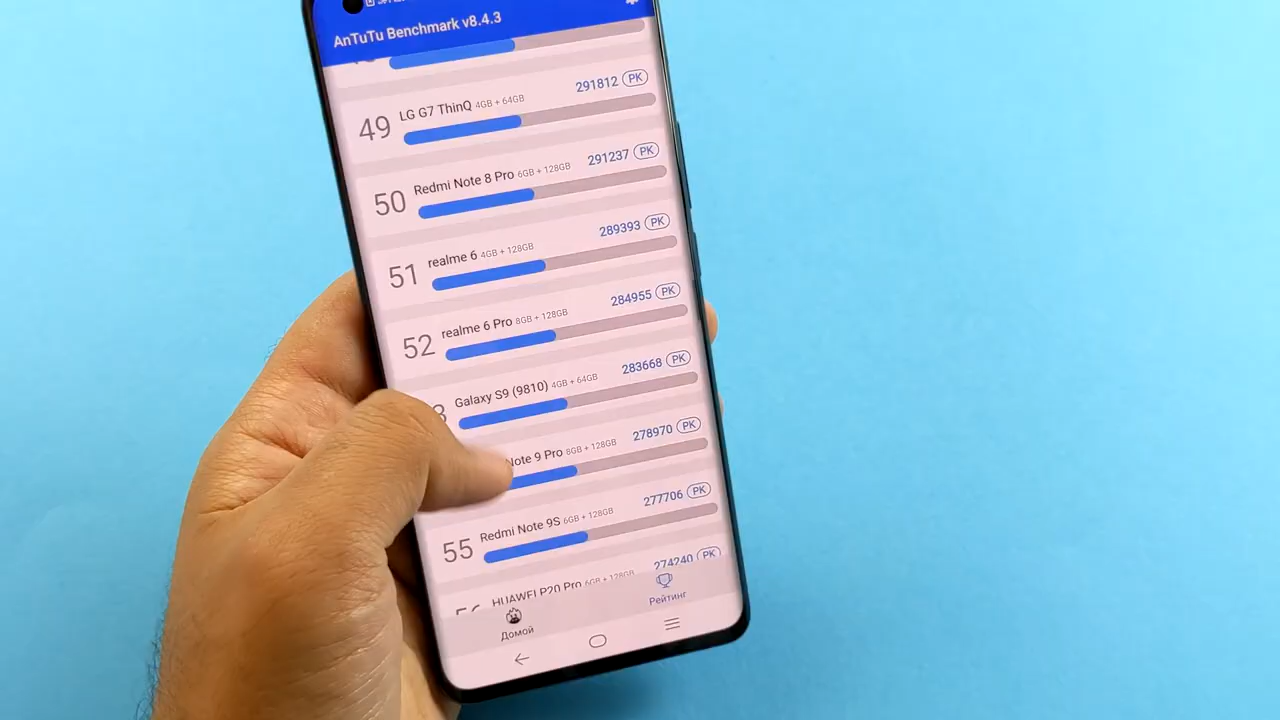 AnTuTu Benchmark v8.4.3
49 LG G7 ThinQ 4GB + 64GB 291812 PK
50 Redmi Note 8 Pro 6GB + 128GB 291237 PK
51 realme 6 4GB + 128GB 289393 PK
52 realme 6 Pro 8GB + 128GB 284955 PK
Galaxy S9 (9810) 4GB + 64GB 283668 PK
Note 9 Pro 8GB + 128GB 278970 PK
55 Redmi Note 9S 6GB + 128GB 277706 PK
HUAWEI P20 Pro 6GB + 128GB 274240 PK
Домой Рейтинг